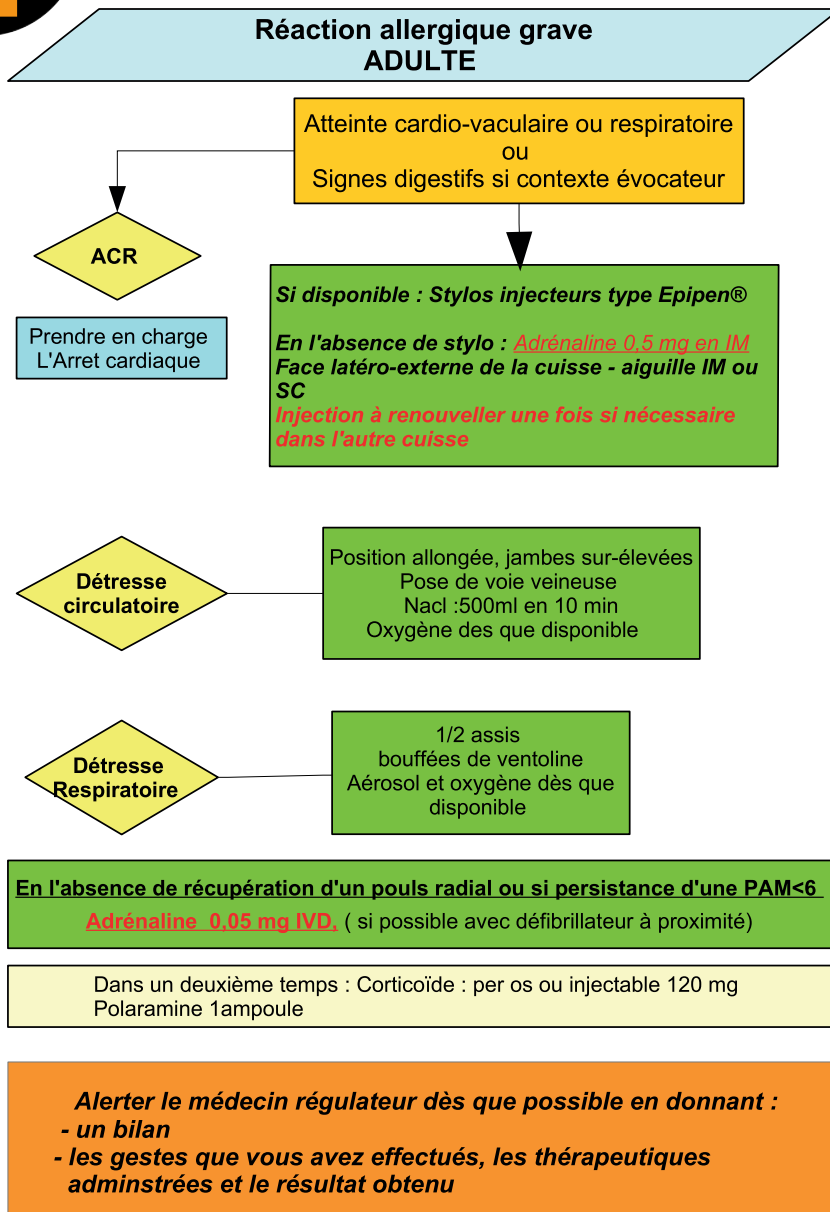 Réaction allergique grave
ADULTE
Atteinte cardio-vaculaire ou respiratoire
ou
Signes digestifs si contexte évocateur
ACR
Prendre en charge
L'Arret cardiaque
Si disponible : Stylos injecteurs type Epipen®
En l'absence de stylo : Adrénaline 0,5 mg en IM
Face latéro-externe de la cuisse - aiguille IM ou
SC
Injection à renouveller une fois si nécessaire
dans l'autre cuisse
Détresse
circulatoire
Position allongée, jambes sur-élevées
Pose de voie veineuse
Nacl :500ml en 10 min
Oxygène des que disponible
Détresse
Respiratoire
1/2 assis
bouffées de ventoline
Aérosol et oxygène dès que
disponible
En l'absence de récupération d'un pouls radial ou si persistance d'une PAM<6
Adrénaline 0,05 mg IVD, ( si possible avec défibrillateur à proximité)
Dans un deuxième temps : Corticoïde : per os ou injectable 120 mg
Polaramine 1ampoule
Alerter le médecin régulateur dès que possible en donnant :
- un bilan
- les gestes que vous avez effectués, les thérapeutiques
adminstrées et le résultat obtenu